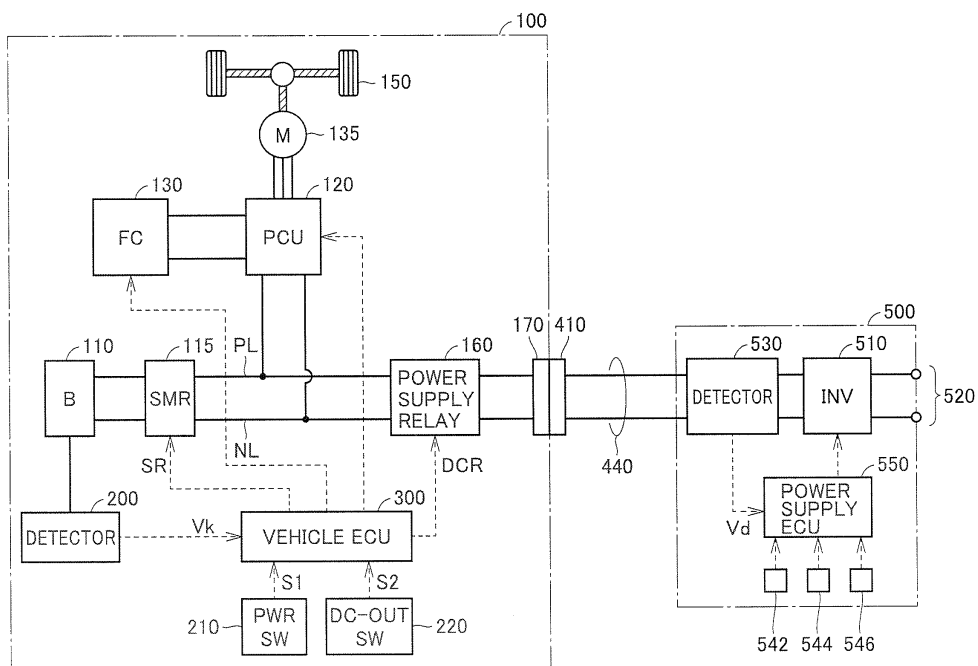 100
150
M
135
130
120
FC
PCU
110
115
PL
160
170
410
500
530
510
B
SMR
POWER
SUPPLY
RELAY
DETECTOR
INV
520
NL
SR
DCR
440
200
300
550
DETECTOR
Vk
VEHICLE ECU
Vd
POWER
SUPPLY
ECU
S1
S2
210
PWR
SW
DC-OUT
SW
220
542
544
546